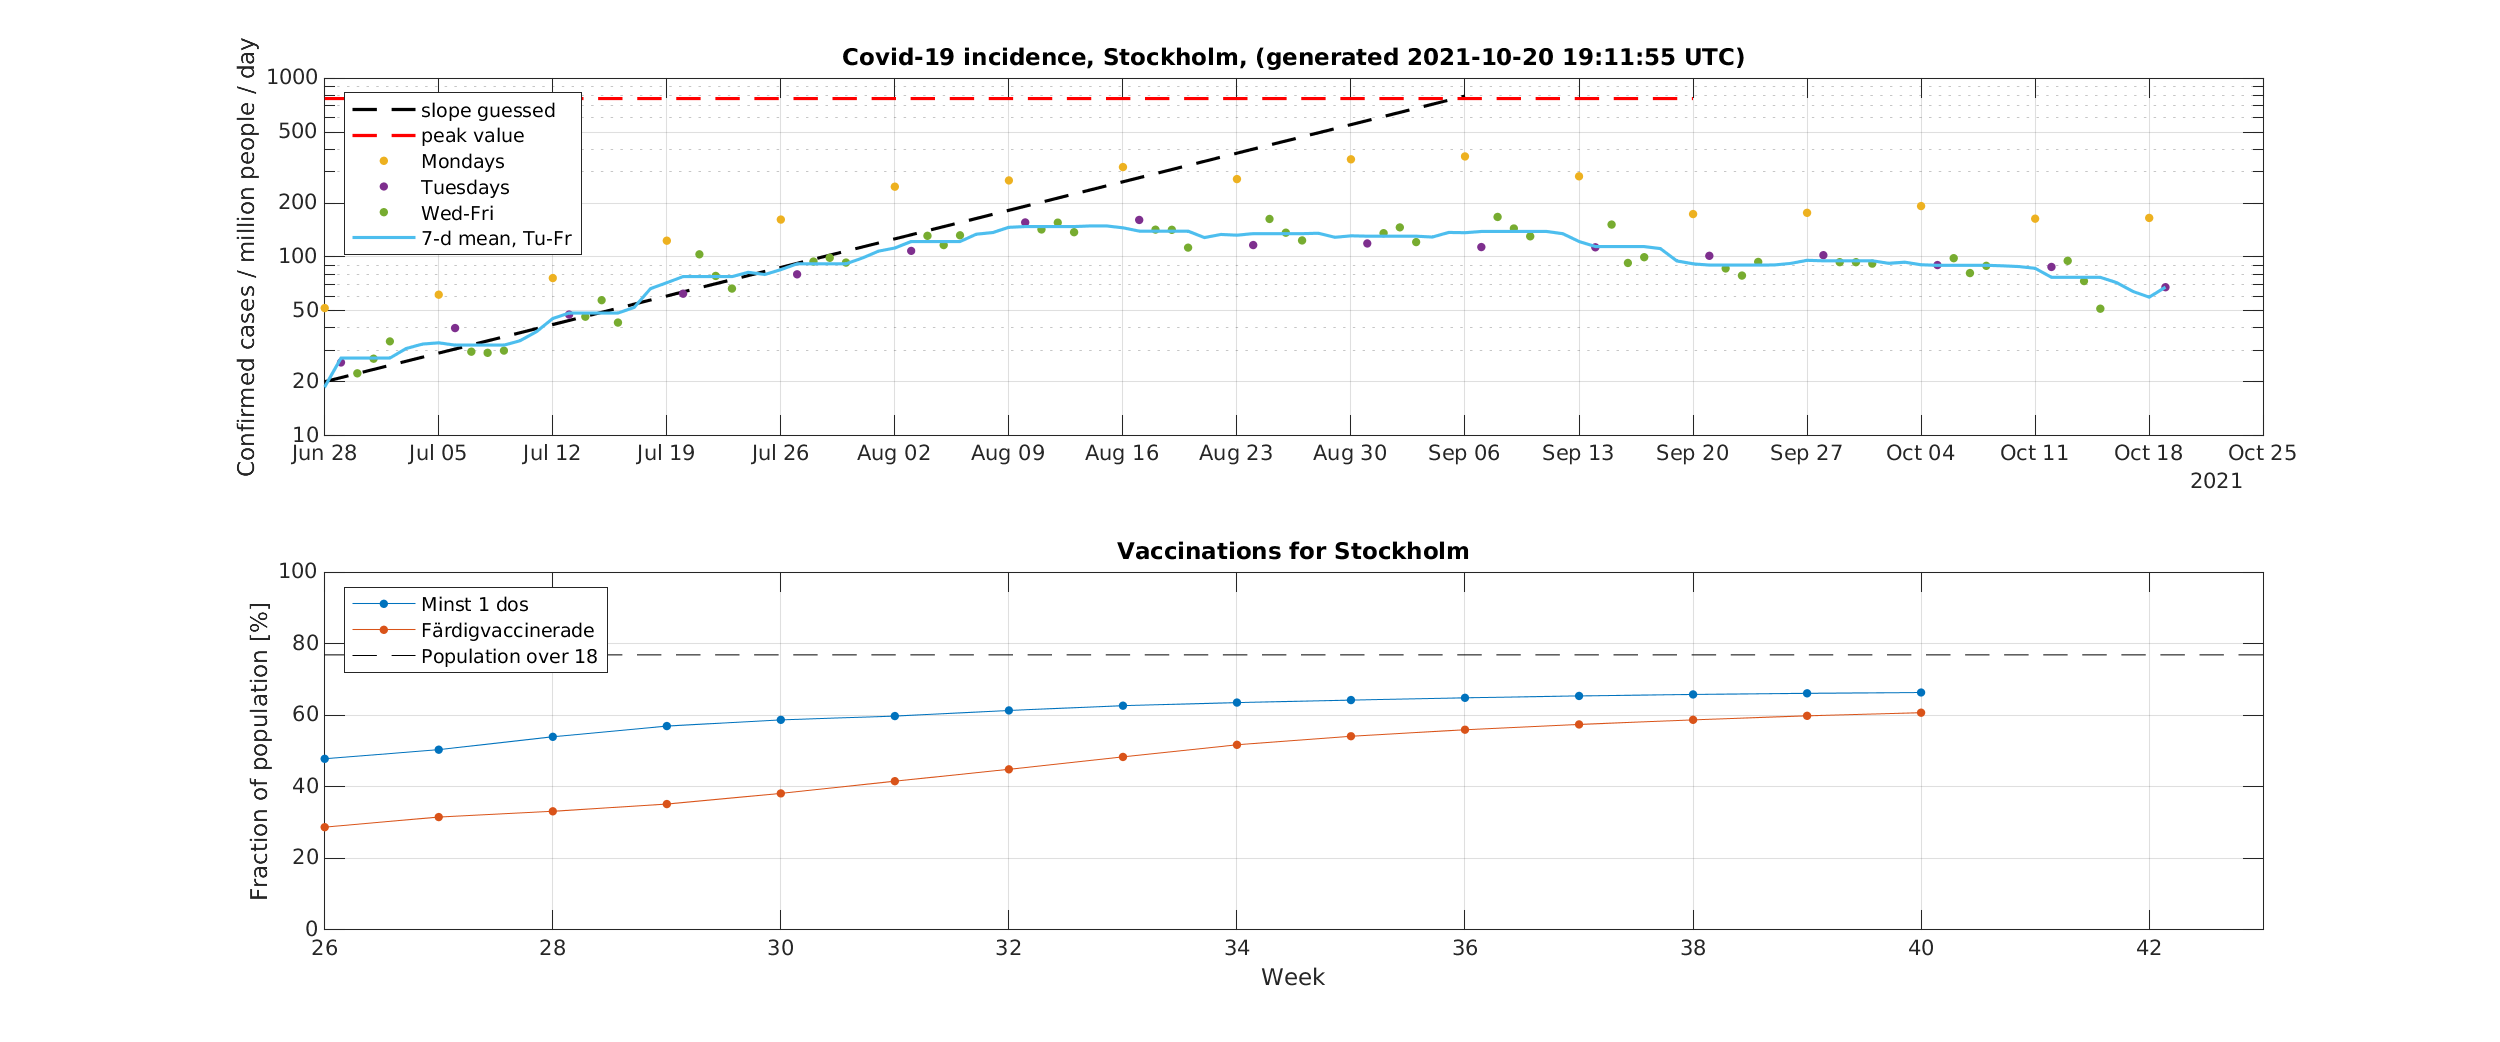 Covid-19 incidence, Stockholm, (generated 2021-10-20 19:11:55 UTC)
Confirmed cases / million people / day
1000
500
200
100
50
20
10
slope guessed
peak value
Mondays
Tuesdays
Wed-Fri
7-d mean, Tu-Fr
Jun 28 Jul 05 Jul 12 Jul 19 Jul 26 Aug 02 Aug 09 Aug 16 Aug 23 Aug 30 Sep 06 Sep 13 Sep 20 Sep 27 Oct 04 Oct 11 Oct 18 Oct 25
2021
Vaccinations for Stockholm
Fraction of population [%]
100
80
60
40
20
0
Minst 1 dos
Färdigvaccinerade
Population over 18
26 28 30 32 34 36 38 40 42
Week